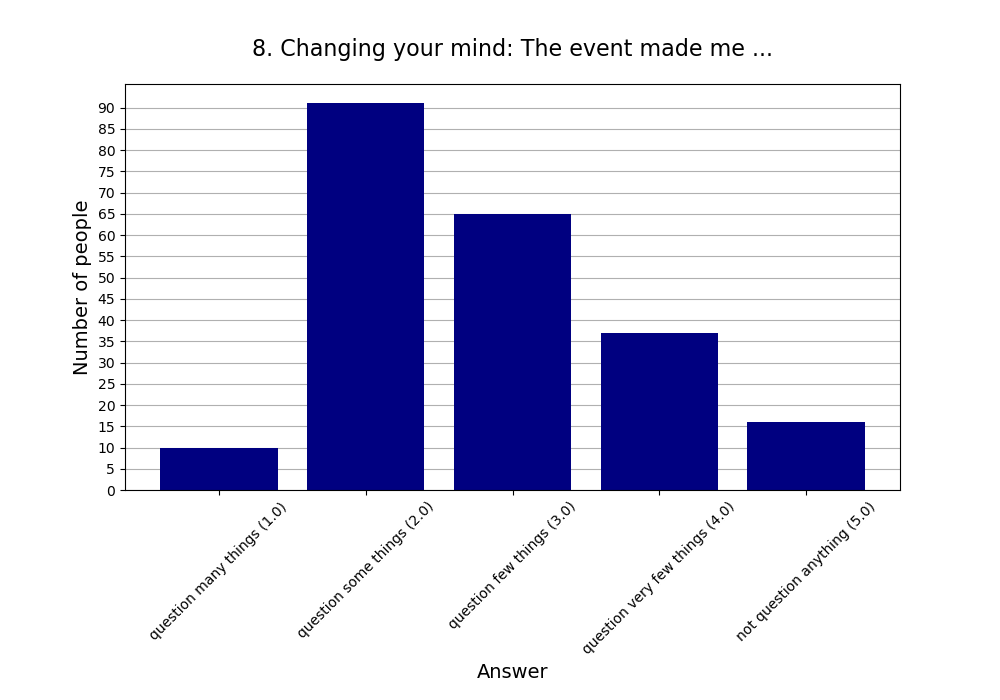 8. Changing your mind: The event made me ...
Number of people
90
85
80
75
70
65
60
55
50
45
40
35
30
25
20
15
10
5
0
question many things (1.0)
question some things (2.0)
question few things (3.0)
question very few things (4.0)
not question anything (5.0)
Answer